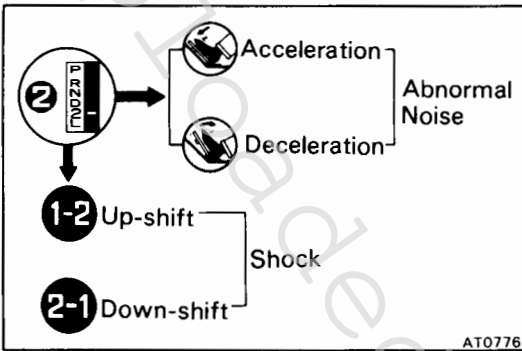 Acceleration
2
P
R
N
D
2
L
Abnormal
Noise
Deceleration
1-2 Up-shift
Shock
2-1 Down-shift
AT0776